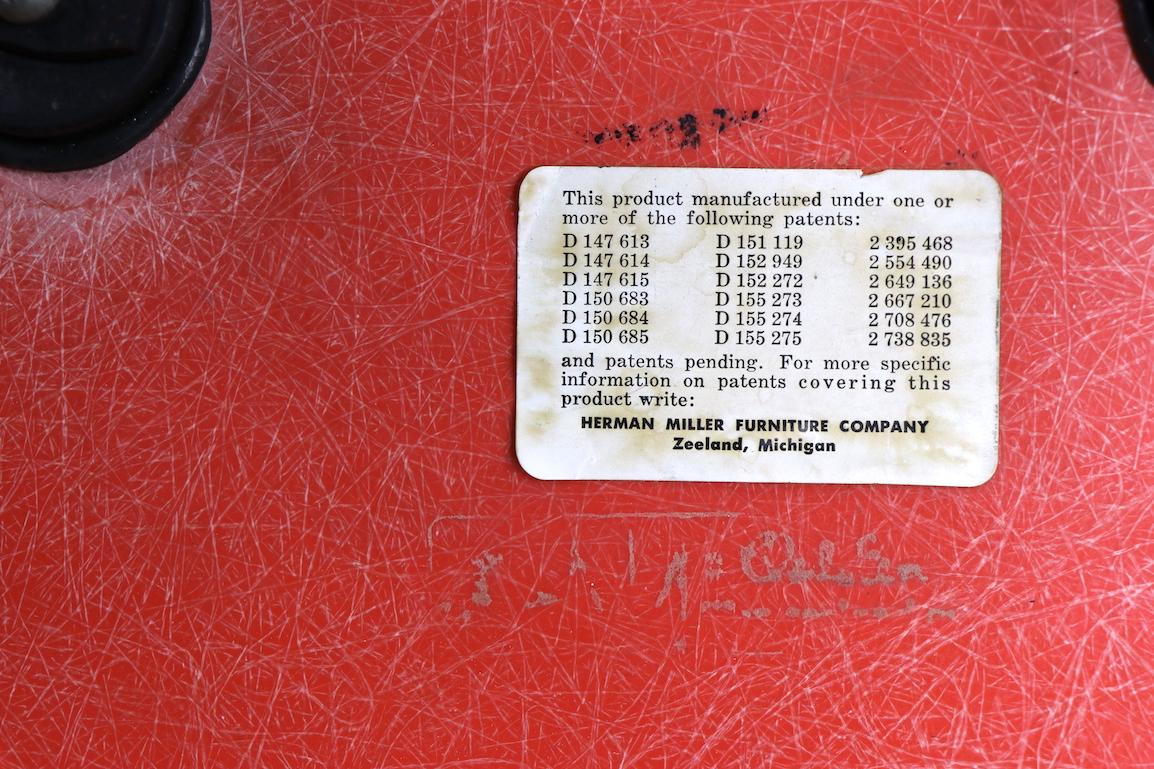 This product manufactured under one or
more of the following patents:
D 147 613 D 151 119 2 395 468
D 147 614 D 152 949 2 554 490
D 147 615 D 152 272 2 649 136
D 150 683 D 155 273 2 667 210
D 150 684 D 155 274 2 708 476
D 150 685 D 155 275 2 738 835
and patents pending. For more specific
information on patents covering this
product write:
HERMAN MILLER FURNITURE COMPANY
Zeeland, Michigan